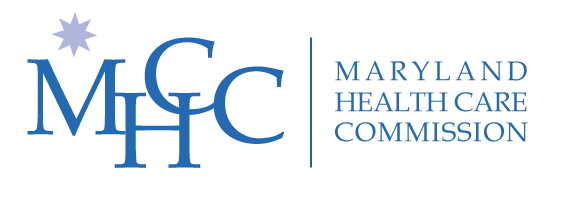 MHCC
MARYLAND
HEALTH CARE
COMMISSION